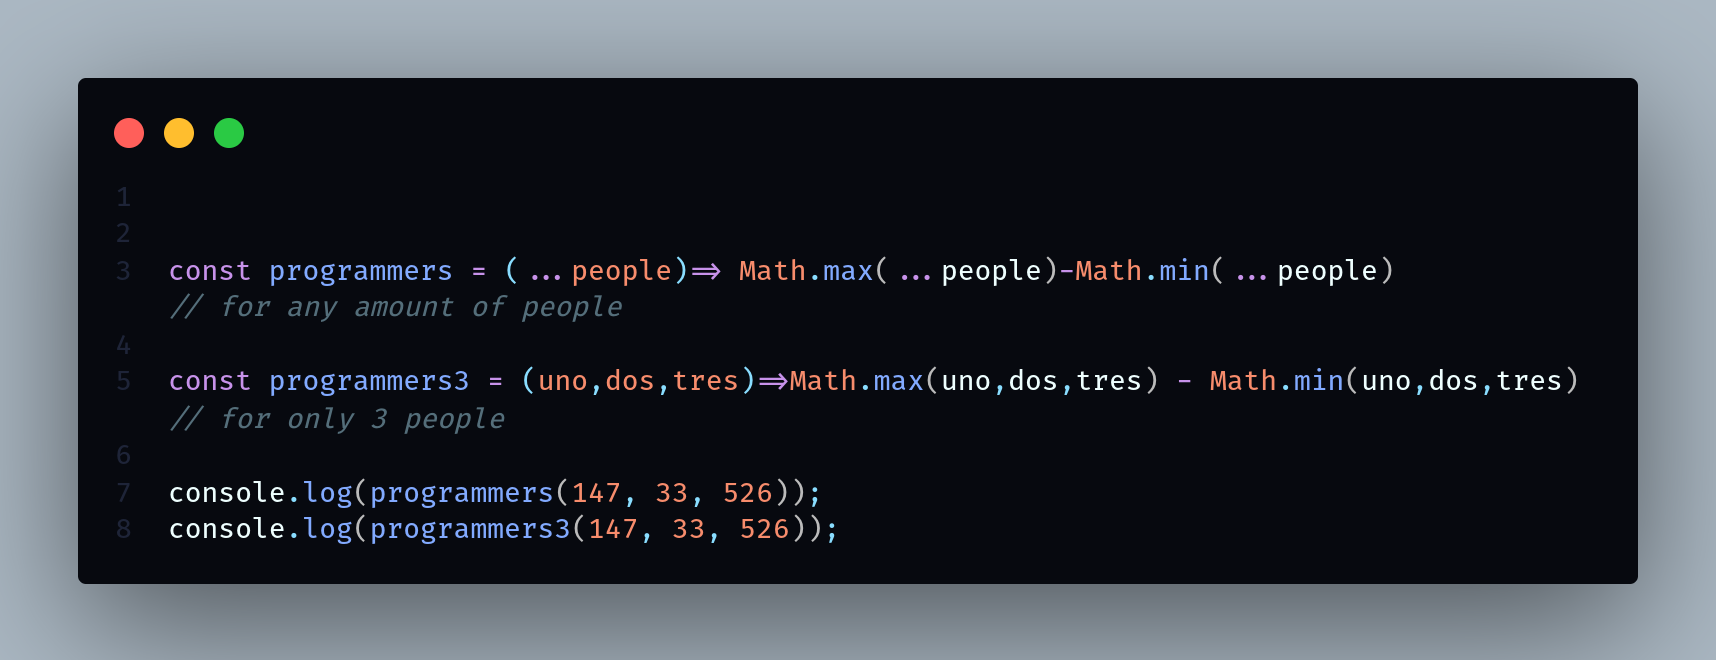 1
2
3 const programmers = (...people)=> Math.max(...people)-Math.min(...people)
// for any amount of people
4
5 const programmers3 = (uno,dos,tres)=>Math.max(uno,dos,tres) - Math.min(uno,dos,tres)
// for only 3 people
6
7 console.log(programmers(147, 33, 526));
8 console.log(programmers3(147, 33, 526));